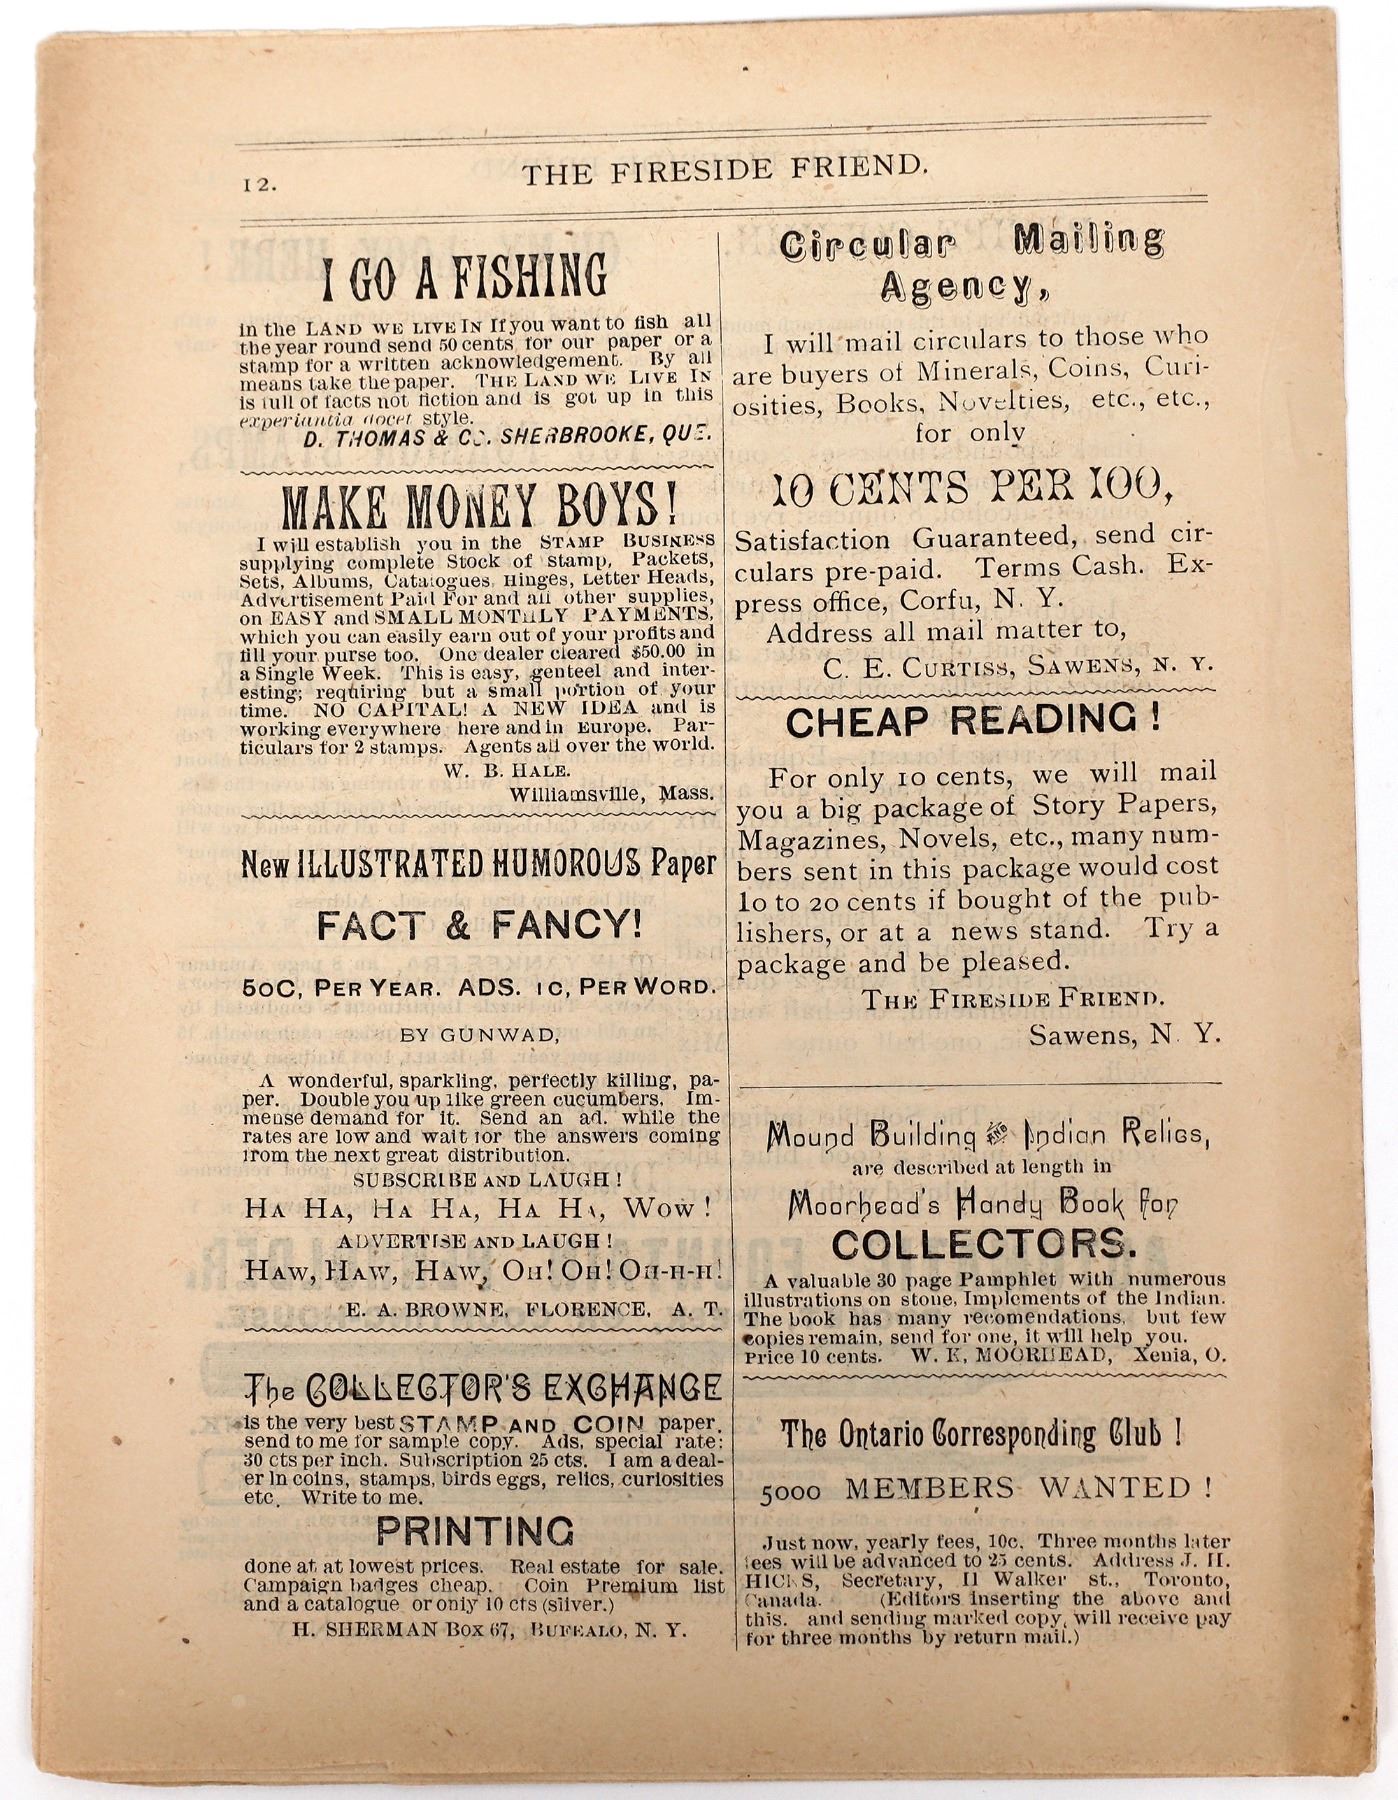 12.
THE FIRESIDE FRIEND.
I GO A FISHING
in the LAND WE LIVE IN If you want to fish all
the year round send 50 cents for our paper or a
stamp for a written acknowledgement. By all
means take the paper. THE LAND WE LIVE IN
is full of facts not fiction and is got up in this
experiantia docet style.
D. THOMAS & CO. SHERBROOKE, QUE.
MAKE MONEY BOYS!
I will establish you in the STAMP BUSINESS
supplying complete Stock of stamp, Packets,
Sets, Albums, Catalogues, Hinges, Letter Heads,
Advertisement Paid For and all other supplies,
on EASY and SMALL MONTHLY PAYMENTS,
which you can easily earn out of your profits and
fill your purse too. One dealer cleared $50.00 in
a Single Week. This is easy, genteel and inter-
esting; requiring but a small portion of your
time. NO CAPITAL! A NEW IDEA and is
working everywhere here and in Europe. Par-
ticulars for 2 stamps. Agents all over the world.
W. B. HALE.
Williamsville, Mass.
New ILLUSTRATED HUMOROUS Paper
FACT & FANCY!
50C, PER YEAR. ADS. 1C, PER WORD.
BY GUNWAD,
A wonderful, sparkling, perfectly killing, pa-
per. Double you up like green cucumbers. Im-
mense demand for it. Send an ad. while the
rates are low and wait for the answers coming
from the next great distribution.
SUBSCRIBE AND LAUGH!
HA HA, HA HA, HA HA, WOW!
ADVERTISE AND LAUGH!
HAW, HAW, HAW, OH! OH! OH-H-H!
E. A. BROWNE, FLORENCE, A. T.
The COLLECTOR'S EXCHANGE
is the very best STAMP AND COIN paper.
send to me for sample copy. Ads. special rate:
30 cts per inch. Subscription 25 cts. I am a deal-
er in coins, stamps, birds eggs, relics, curiosities
etc. Write to me.
PRINTING
done at at lowest prices. Real estate for sale.
Campaign badges cheap. Coin Premium list
and a catalogue or only 10 cts (silver.)
H. SHERMAN Box 67, BUFFALO, N. Y.
Circular Mailing
Agency,
I will mail circulars to those who
are buyers of Minerals, Coins, Curi-
osities, Books, Novelties, etc., etc.,
for only
10 CENTS PER 100,
Satisfaction Guaranteed, send cir-
culars pre-paid. Terms Cash. Ex-
press office, Corfu, N. Y.
Address all mail matter to,
C. E. CURTISS, SAWENS, N. Y.
CHEAP READING!
For only 10 cents, we will mail
you a big package of Story Papers,
Magazines, Novels, etc., many num-
bers sent in this package would cost
10 to 20 cents if bought of the pub-
lishers, or at a news stand. Try a
package and be pleased.
THE FIRESIDE FRIEND.
Sawens, N. Y.
Mound Building AND Indian Relics,
are described at length in
Moorhead's Handy Book for
COLLECTORS.
A valuable 30 page Pamphlet with numerous
illustrations on stone, Implements of the Indian.
The book has many recomendations, but few
copies remain, send for one, it will help you.
Price 10 cents. W. K. MOORHEAD, Xenia, O.
The Ontario Corresponding Club!
5000 MEMBERS WANTED!
Just now, yearly fees, 10c. Three months later
fees will be advanced to 25 cents. Address J. H.
HICKS, Secretary, 11 Walker st., Toronto,
Canada. (Editors inserting the above and
this. and sending marked copy, will receive pay
for three months by return mail.)